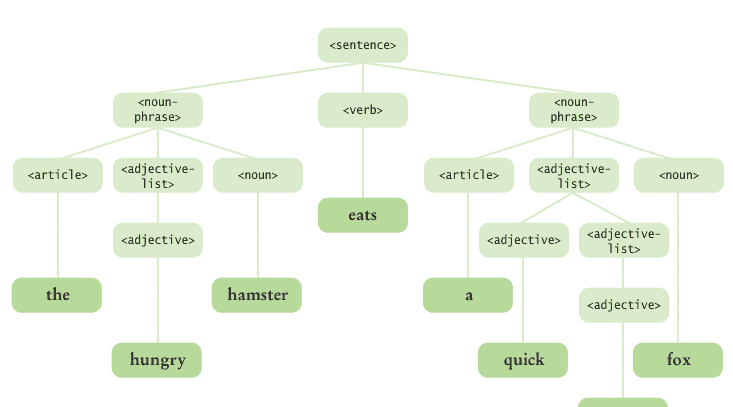 <sentence>
<noun-
phrase>
<verb>
<noun-
phrase>
<article>
<adjective-
list>
<noun>
<article>
<adjective-
list>
<noun>
eats
<adjective>
<adjective>
<adjective-
list>
the
hamster
a
<adjective>
hungry
quick
fox